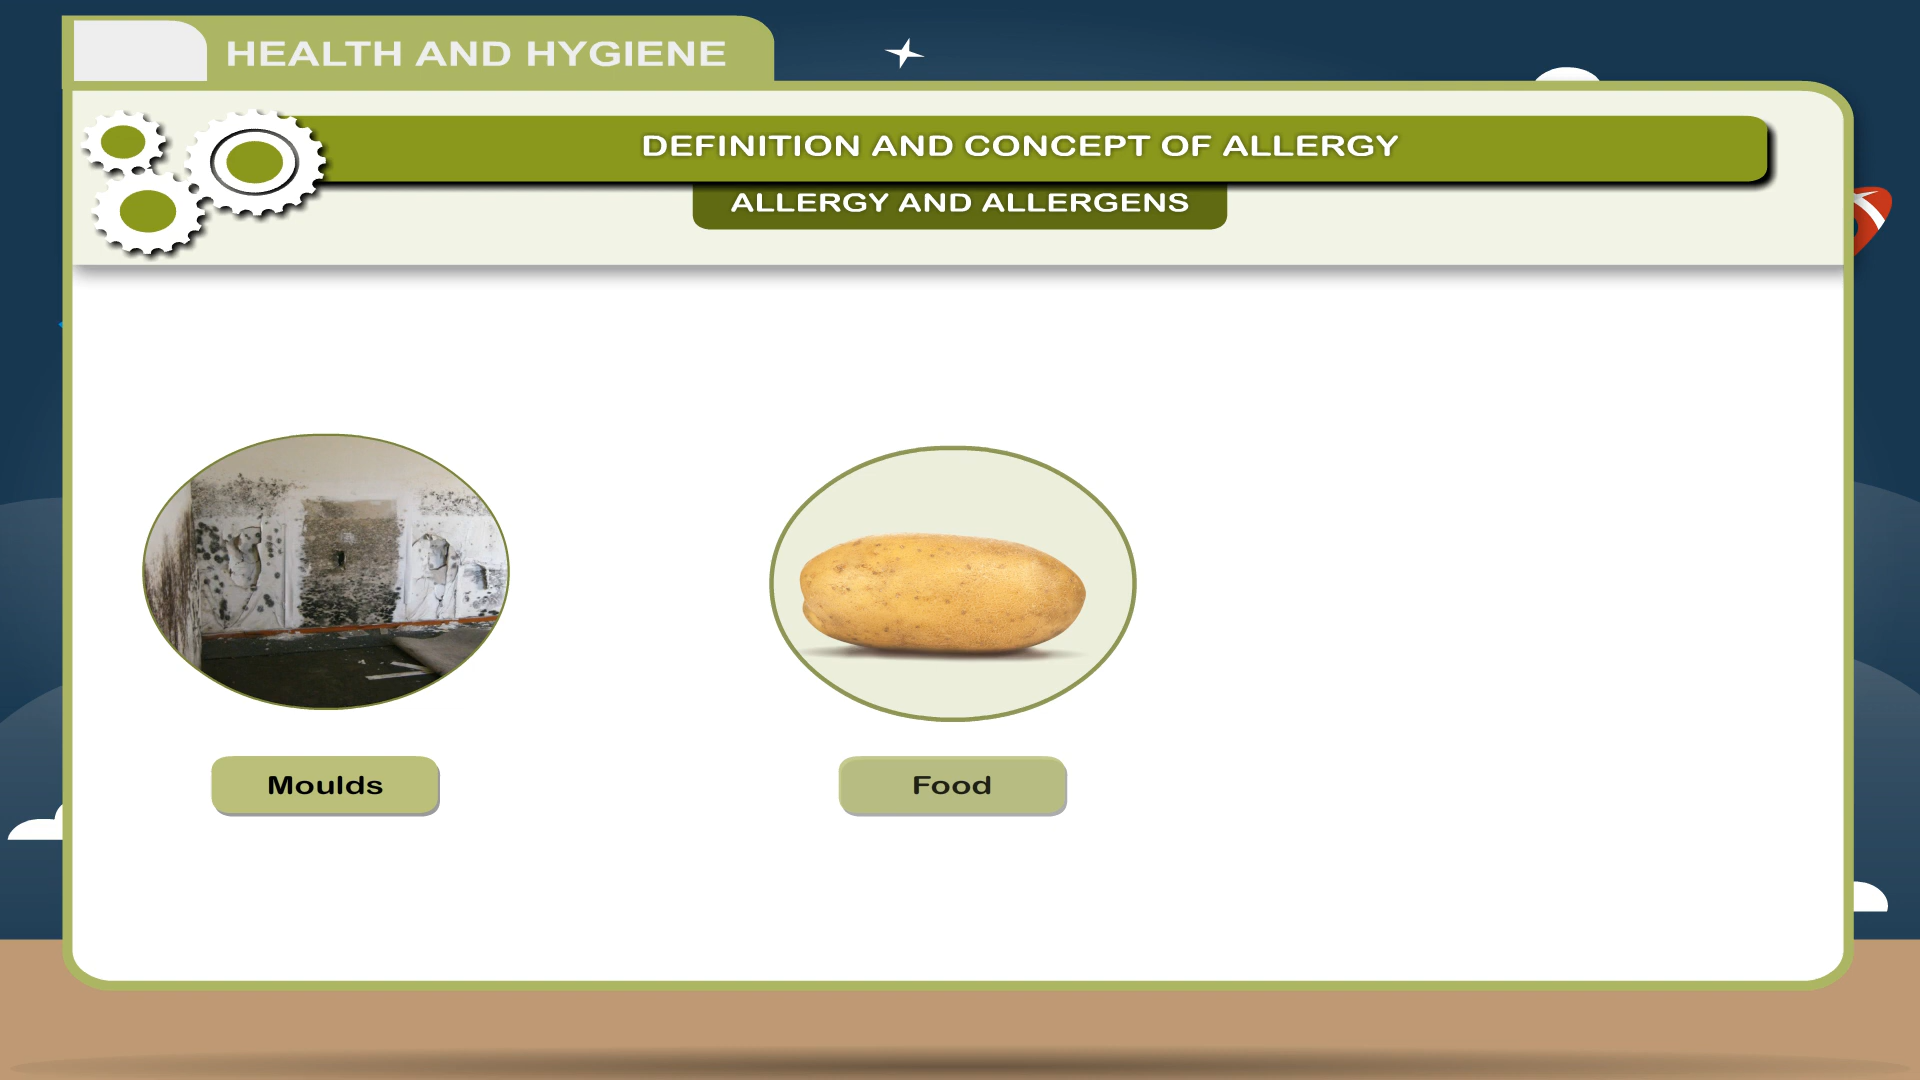 HEALTH AND HYGIENE
DEFINITION AND CONCEPT OF ALLERGY
ALLERGY AND ALLERGENS
Moulds
Food